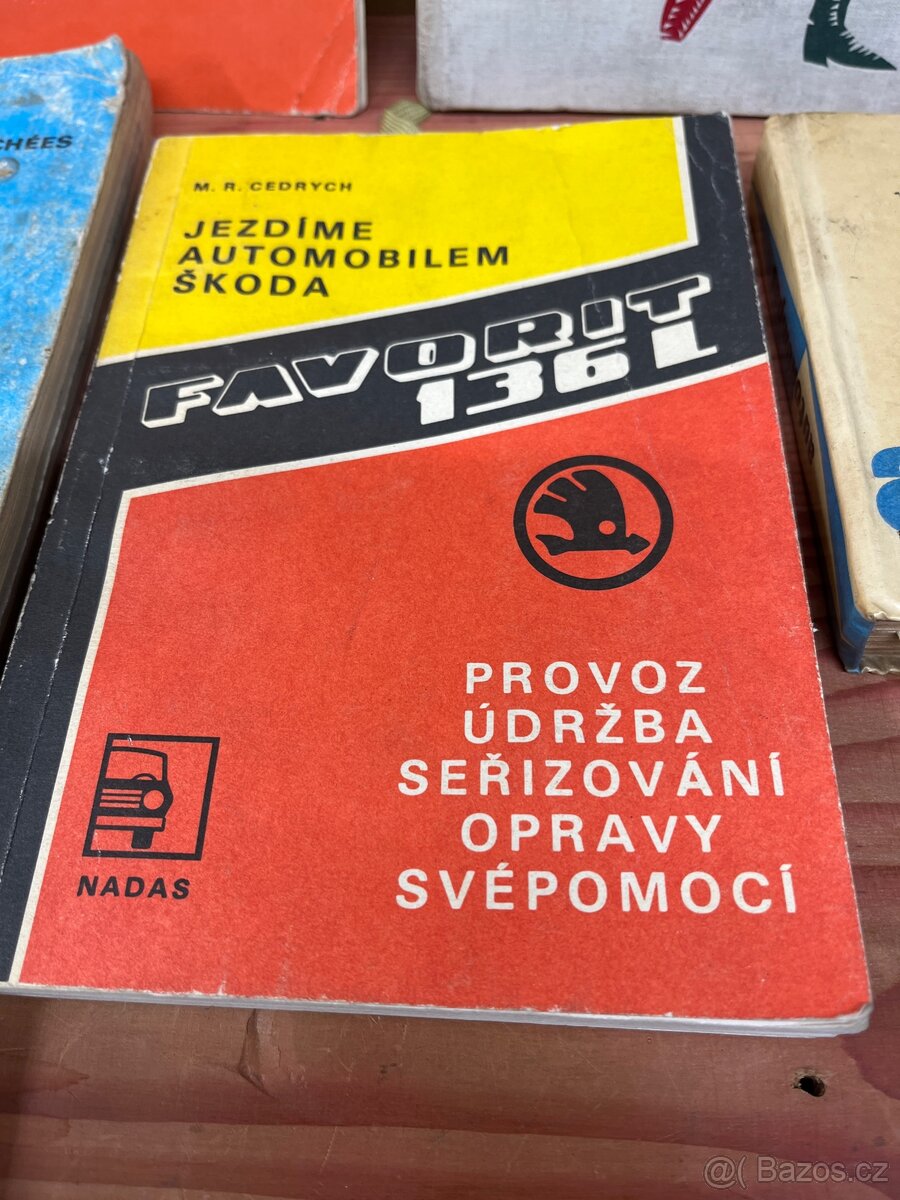 CHÉES
M. R. CEDRYCH
JEZDÍME
AUTOMOBILEM
ŠKODA
FAVORIT
136 L
PROVOZ
ÚDRŽBA
SEŘIZOVÁNÍ
OPRAVY
SVÉPOMOCÍ
NADAS
@( Bazos.cz